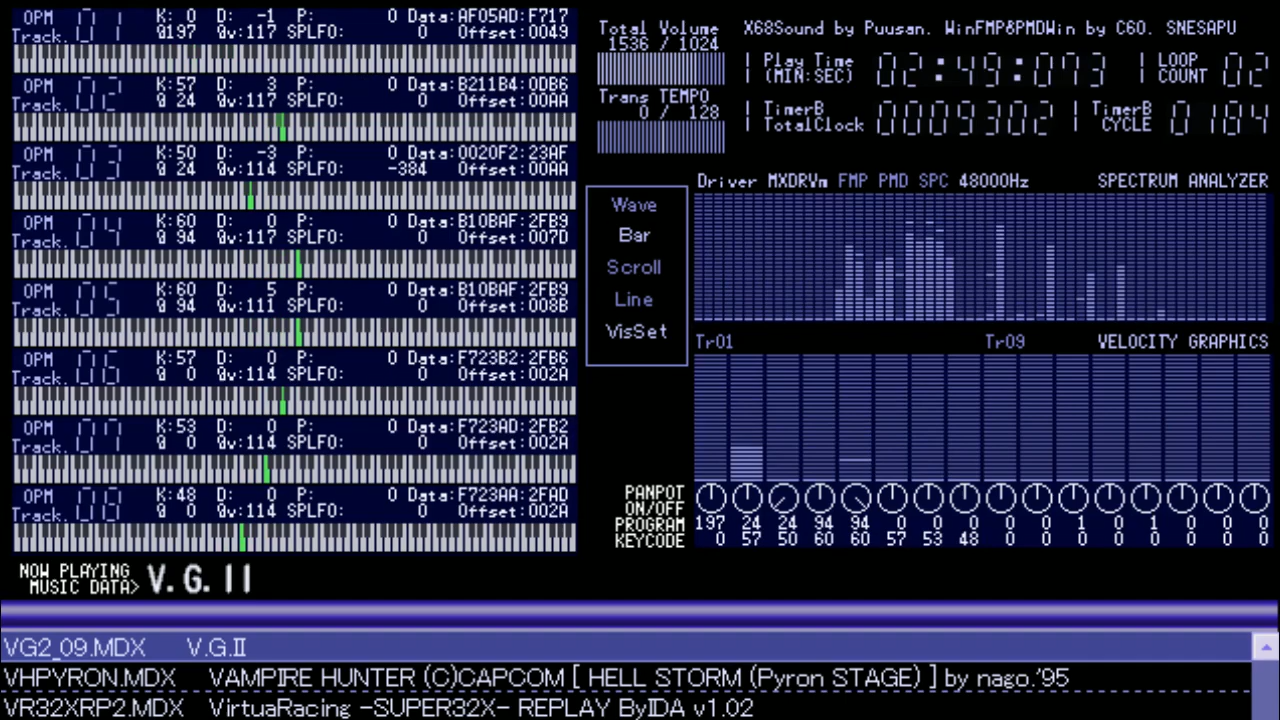 OPM K: 0 D: -1 P: 0 Data:AF05AD:F717
Track. 01 @197 @v:117 SPLFO: 0 Offset:0049
OPM K:57 D: 3 P: 0 Data:B211B4:0DB6
Track. 02 @ 24 @v:117 SPLFO: 0 Offset:00AA
OPM K:50 D: -3 P: 0 Data:0020F2:23AF
Track. 03 @ 24 @v:114 SPLFO: -384 Offset:00AA
OPM K:60 D: 0 P: 0 Data:B10BAF:2FB9
Track. 04 @ 94 @v:117 SPLFO: 0 Offset:007D
OPM K:60 D: 5 P: 0 Data:B10BAF:2FB9
Track. 05 @ 94 @v:111 SPLFO: 0 Offset:008B
OPM K:57 D: 0 P: 0 Data:F723B2:2FB6
Track. 06 @ 0 @v:114 SPLFO: 0 Offset:002A
OPM K:53 D: 0 P: 0 Data:F723AD:2FB2
Track. 07 @ 0 @v:114 SPLFO: 0 Offset:002A
OPM K:48 D: 0 P: 0 Data:F723AA:2FAD
Track. 08 @ 0 @v:114 SPLFO: 0 Offset:002A
Total Volume
1536 / 1024
Trans TEMPO
0 / 128
X68Sound by Puusan. WinFMP&PMDWin by C60. SNESAPU
Play Time
(MIN:SEC) 02:49:073
LOOP
COUNT 02
TimerB
TotalClock 0009302
TimerB
CYCLE 0184
Wave
Bar
Scroll
Line
VisSet
Driver MXDRVm FMP PMD SPC 48000Hz SPECTRUM ANALYZER
Tr01 Tr09 VELOCITY GRAPHICS
PANPOT
ON/OFF
PROGRAM 197 24 24 94 94 0 0 0 0 0 1 0 1 0 0 0
KEYCODE 0 57 50 60 60 57 53 48 0 0 0 0 0 0 0 0
NOW PLAYING
MUSIC DATA> V.G.II
VG2_09.MDX V.G.Ⅱ
VHPYRON.MDX VAMPIRE HUNTER (C)CAPCOM [ HELL STORM (Pyron STAGE) ] by nago.'95
VR32XRP2.MDX VirtuaRacing -SUPER32X- REPLAY ByIDA v1.02